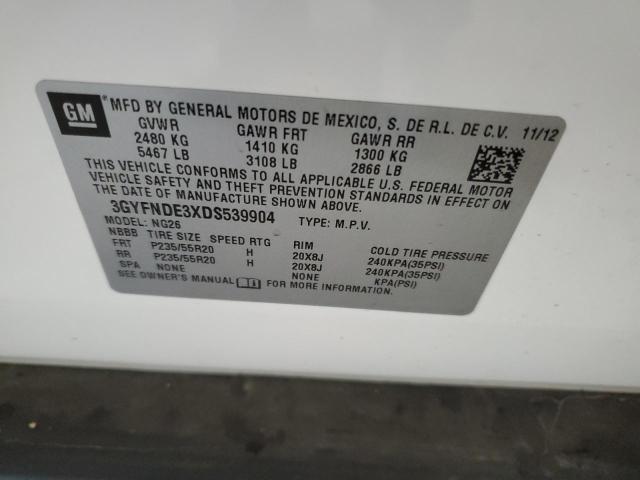 GM MFD BY GENERAL MOTORS DE MEXICO, S. DE R.L. DE C.V. 11/12
GVWR GAWR FRT GAWR RR
2480 KG 1410 KG 1300 KG
5467 LB 3108 LB 2866 LB
THIS VEHICLE CONFORMS TO ALL APPLICABLE U.S. FEDERAL MOTOR
VEHICLE SAFETY AND THEFT PREVENTION STANDARDS IN EFFECT ON
THE DATE OF MANUFACTURE SHOWN ABOVE.
3GYFNDE3XDS539904 TYPE: M.P.V.
MODEL: NG26
NBBB TIRE SIZE SPEED RTG RIM COLD TIRE PRESSURE
FRT P235/55R20 H 20X8J 240KPA(35PSI)
RR P235/55R20 H 20X8J 240KPA(35PSI)
SPA NONE NONE KPA(PSI)
SEE OWNER'S MANUAL FOR MORE INFORMATION.